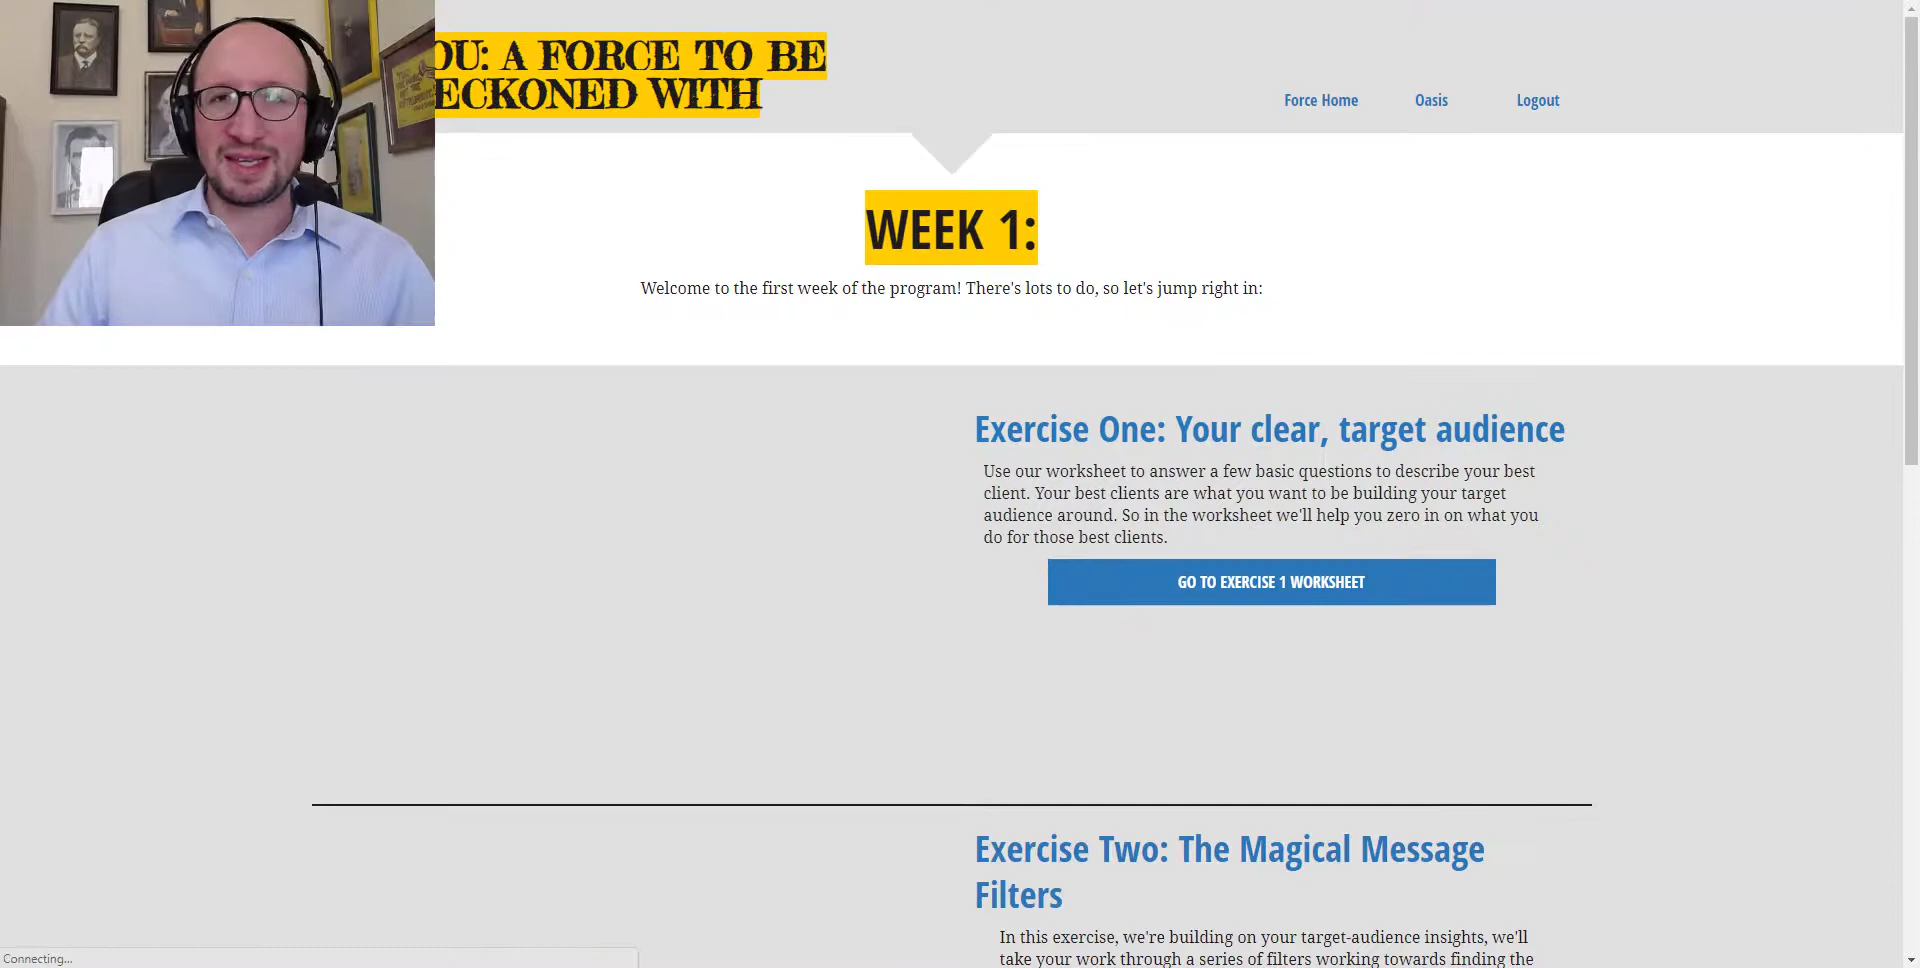 OU: A FORCE TO BE
ECKONED WITH
Force Home
Oasis
Logout
WEEK 1:
Welcome to the first week of the program! There's lots to do, so let's jump right in:
Exercise One: Your clear, target audience
Use our worksheet to answer a few basic questions to describe your best
client. Your best clients are what you want to be building your target
audience around. So in the worksheet we'll help you zero in on what you
do for those best clients.
GO TO EXERCISE 1 WORKSHEET
Exercise Two: The Magical Message
Filters
In this exercise, we're building on your target-audience insights, we'll
take your work through a series of filters working towards finding the
Connecting...